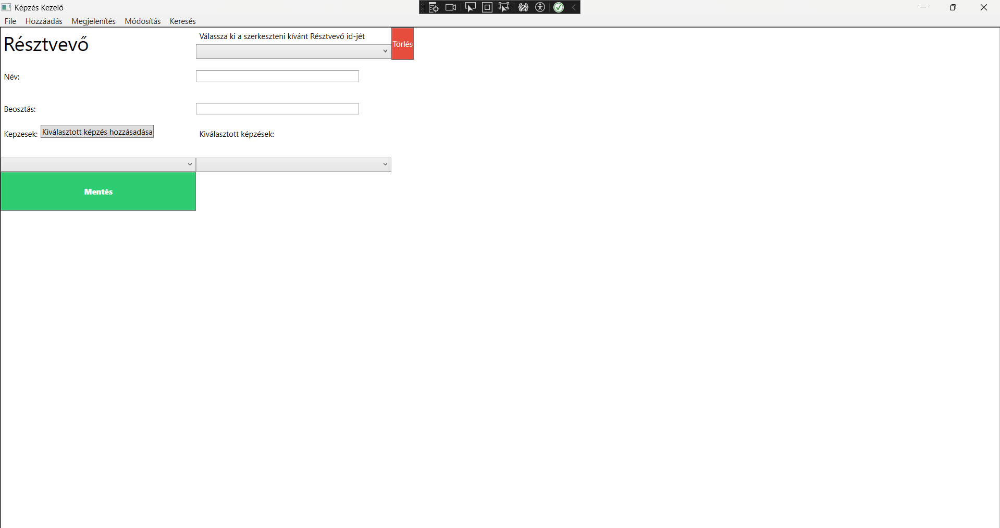 Képzés Kezelő
File Hozzáadás Megjelenítés Módosítás Keresés
Résztvevő
Válassza ki a szerkeszteni kívánt Résztvevő id-jét
Törlés
Név:
Beosztás:
Kepzesek: Kiválasztott képzés hozzásadása
Kiválasztott képzések:
Mentés